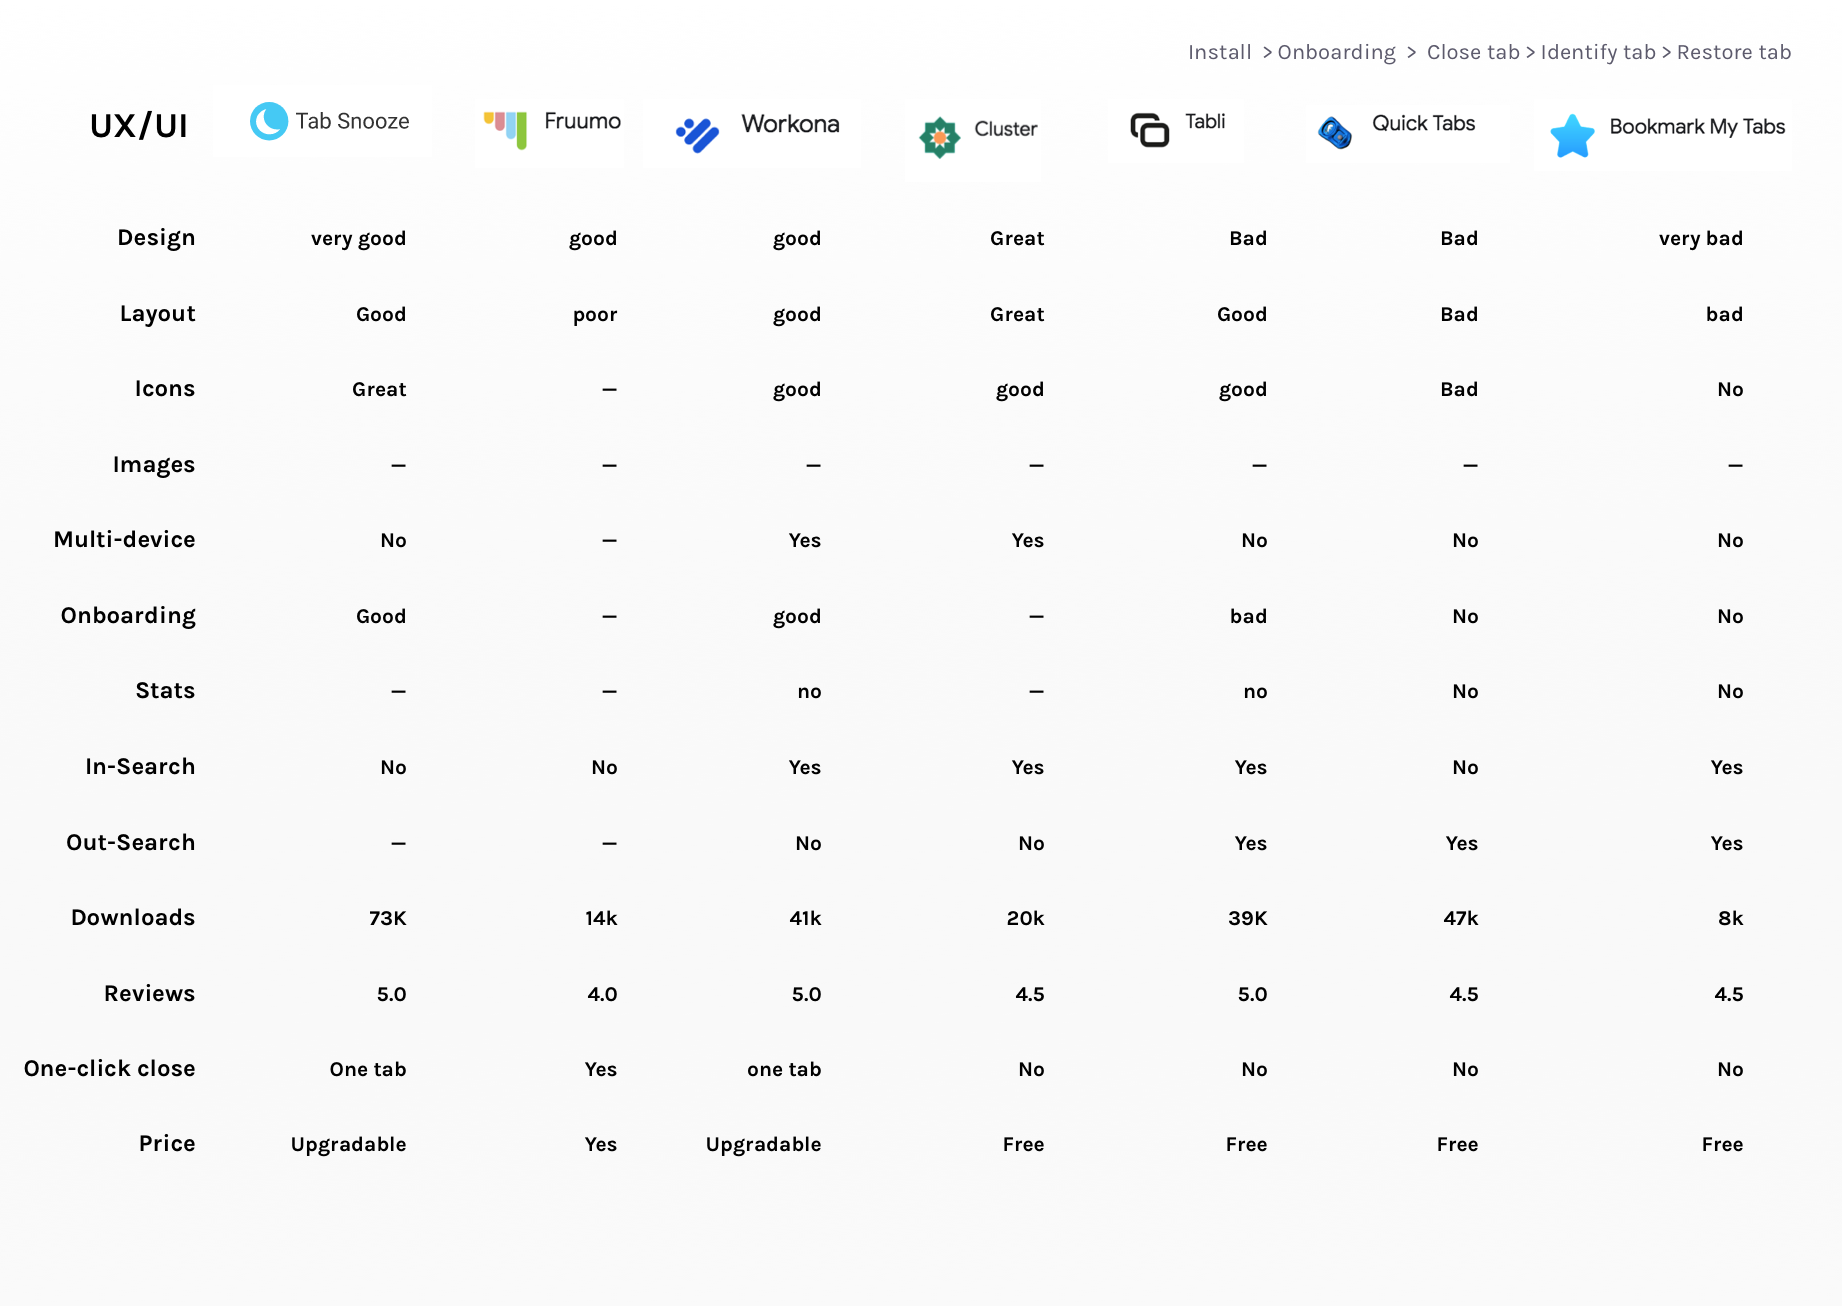 Install > Onboarding > Close tab > Identify tab > Restore tab
UX/UI Tab Snooze Fruumo Workona Cluster Tabli Quick Tabs Bookmark My Tabs
Design very good good good Great Bad Bad very bad
Layout Good poor good Great Good Bad bad
Icons Great — good good good Bad No
Images — — — — — — —
Multi-device No — Yes Yes No No No
Onboarding Good — good — bad No No
Stats — — no — no No No
In-Search No No Yes Yes Yes No Yes
Out-Search — — No No Yes Yes Yes
Downloads 73K 14k 41k 20k 39K 47k 8k
Reviews 5.0 4.0 5.0 4.5 5.0 4.5 4.5
One-click close One tab Yes one tab No No No No
Price Upgradable Yes Upgradable Free Free Free Free